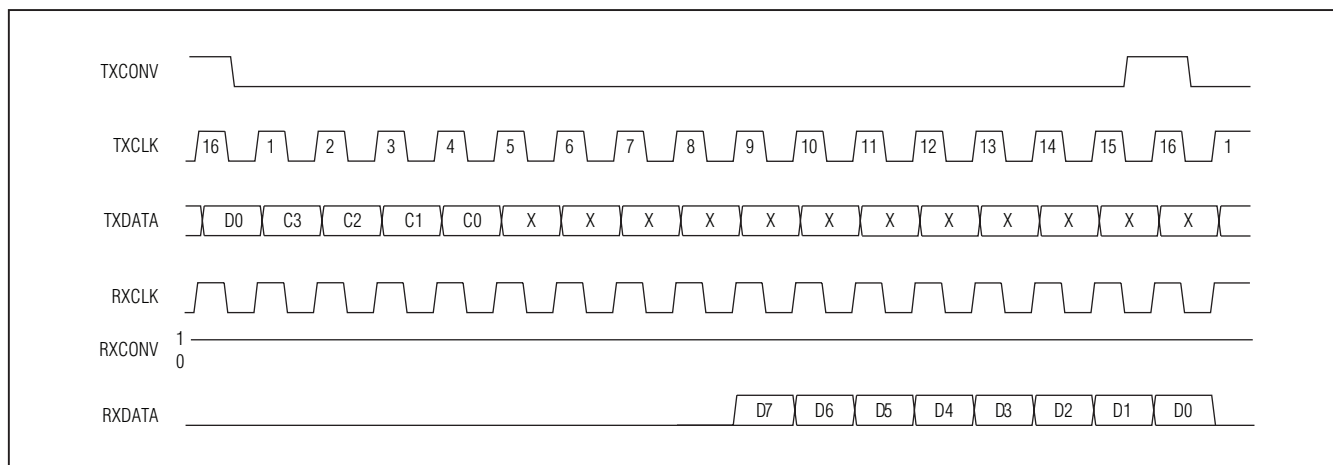 TXCONV
TXCLK 16 1 2 3 4 5 6 7 8 9 10 11 12 13 14 15 16 1
TXDATA D0 C3 C2 C1 C0 X X X X X X X X X X X X
RXCLK
RXCONV 1
0
RXDATA D7 D6 D5 D4 D3 D2 D1 D0